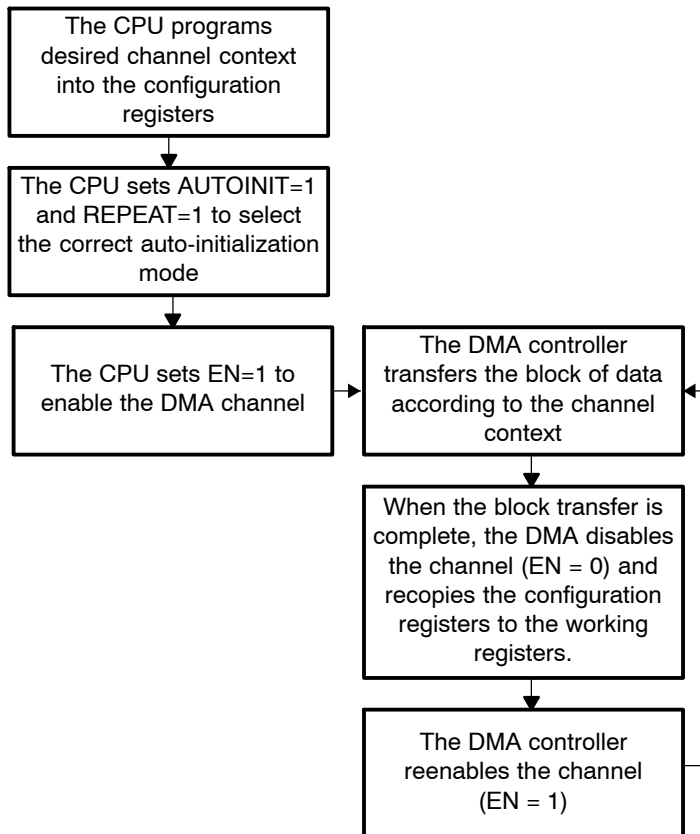 The CPU programs
desired channel context
into the configuration
registers
The CPU sets AUTOINIT=1
and REPEAT=1 to select
the correct auto-initialization
mode
The CPU sets EN=1 to
enable the DMA channel
The DMA controller
transfers the block of data
according to the channel
context
When the block transfer is
complete, the DMA disables
the channel (EN = 0) and
recopies the configuration
registers to the working
registers.
The DMA controller
reenables the channel
(EN = 1)